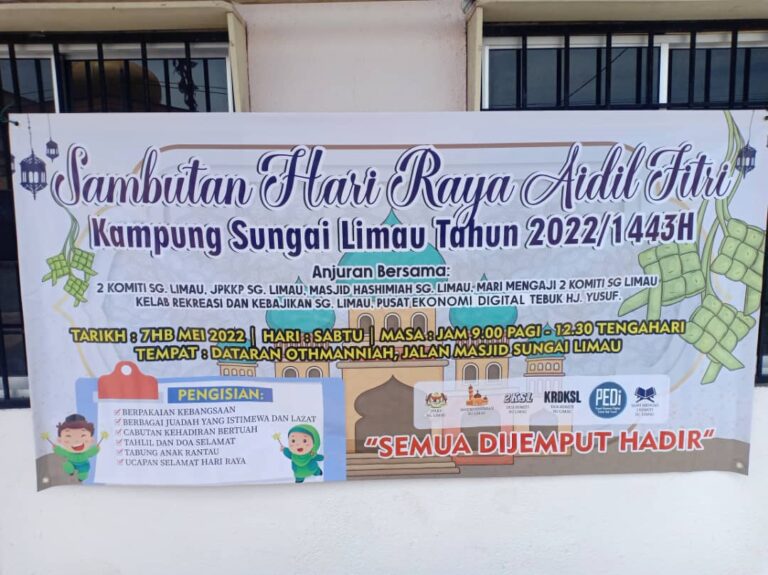 Sambutan Hari Raya Aidil Fitri
Kampung Sungai Limau Tahun 2022/1443H
Anjuran Bersama:
2 KOMITI SG. LIMAU, JPKKP SG. LIMAU, MASJID HASHIMIAH SG. LIMAU, MARI MENGAJI 2 KOMITI SG LIMAU
KELAB REKREASI DAN KEBAJIKAN SG. LIMAU, PUSAT EKONOMI DIGITAL TEBUK HJ. YUSUF.
TARIKH : 7HB MEI 2022 | HARI : SABTU | MASA : JAM 9.00 PAGI - 12.30 TENGAHARI
TEMPAT : DATARAN OTHMANNIAH, JALAN MASJID SUNGAI LIMAU
PENGISIAN:
BERPAKAIAN KEBANGSAAN
BERBAGAI JUADAH YANG ISTIMEWA DAN LAZAT
CABUTAN KEHADIRAN BERTUAH
TAHLIL DAN DOA SELAMAT
TABUNG ANAK RANTAU
UCAPAN SELAMAT HARI RAYA
2KSL
KRDKSL
PEDi
"SEMUA DIJEMPUT HADIR"